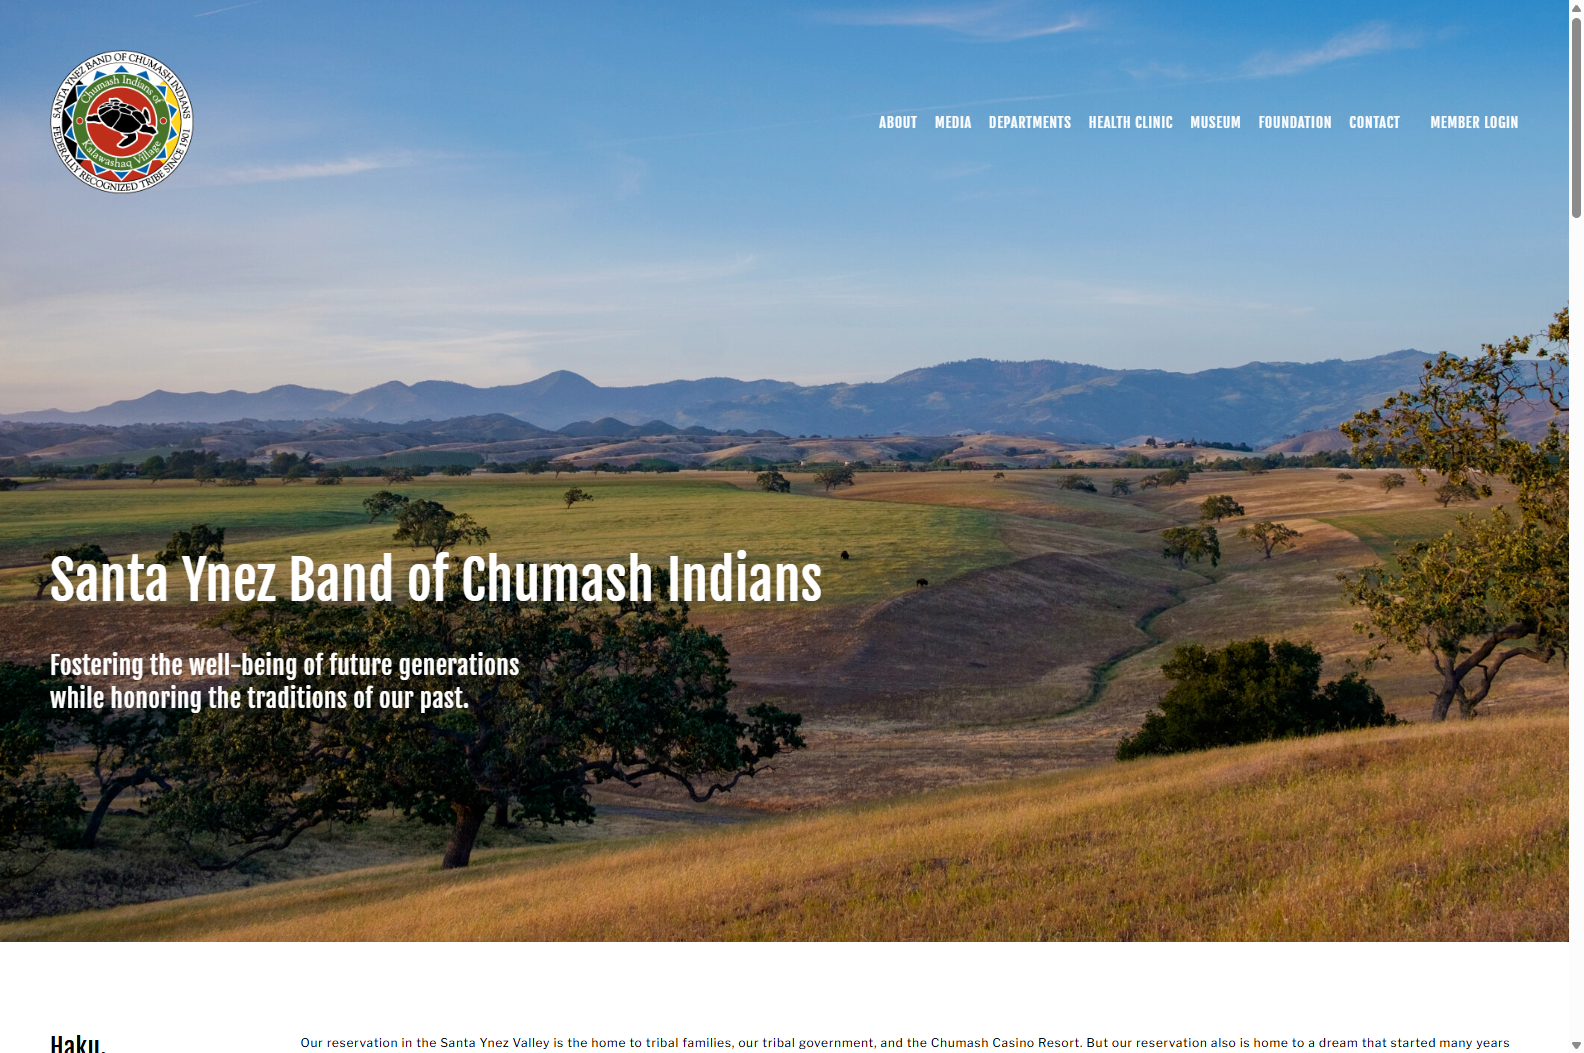 SANTA YNEZ BAND OF CHUMASH INDIANS
FEDERALLY RECOGNIZED TRIBE SINCE 1901
Chumash Indians of
Kalawashaq Village
ABOUT MEDIA DEPARTMENTS HEALTH CLINIC MUSEUM FOUNDATION CONTACT MEMBER LOGIN
Santa Ynez Band of Chumash Indians
Fostering the well-being of future generations
while honoring the traditions of our past.
Haku.
Our reservation in the Santa Ynez Valley is the home to tribal families, our tribal government, and the Chumash Casino Resort. But our reservation also is home to a dream that started many years